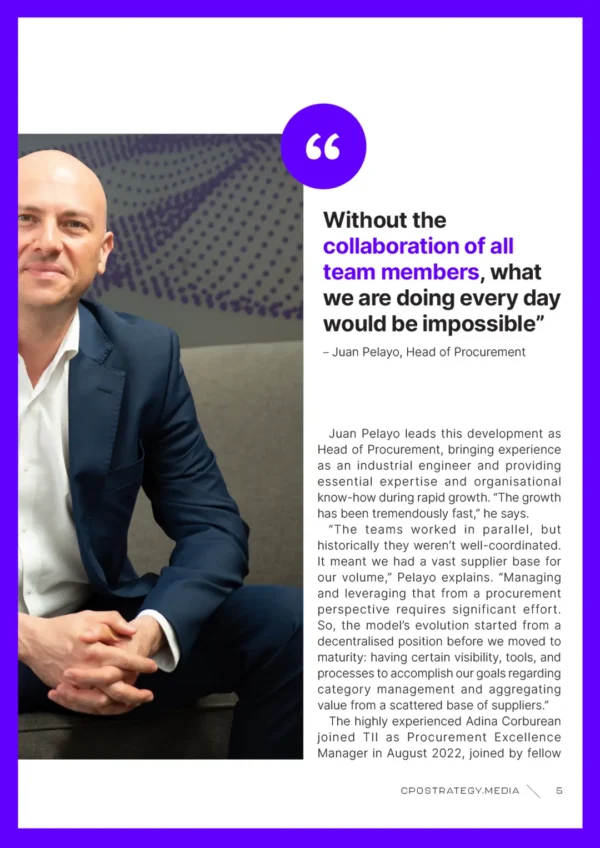 “
Without the
collaboration of all
team members, what
we are doing every day
would be impossible”
– Juan Pelayo, Head of Procurement
Juan Pelayo leads this development as
Head of Procurement, bringing experience
as an industrial engineer and providing
essential expertise and organisational
know-how during rapid growth. “The growth
has been tremendously fast,” he says.
“The teams worked in parallel, but
historically they weren’t well-coordinated.
It meant we had a vast supplier base for
our volume,” Pelayo explains. “Managing
and leveraging that from a procurement
perspective requires significant effort.
So, the model’s evolution started from a
decentralised position before we moved to
maturity: having certain visibility, tools, and
processes to accomplish our goals regarding
category management and aggregating
value from a scattered base of suppliers.”
The highly experienced Adina Corburean
joined TII as Procurement Excellence
Manager in August 2022, joined by fellow
CPOSTRATEGY.MEDIA 5